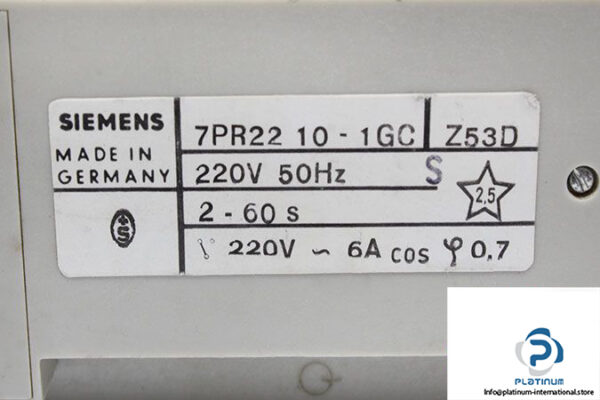 SIEMENS
MADE IN
GERMANY
+S
7PR22 10 - 1GC
Z53D
220V 50Hz
S
2,5
2 - 60 s
220V ~ 6A cos φ 0,7
P
PLATINUM
Info@platinum-international.store